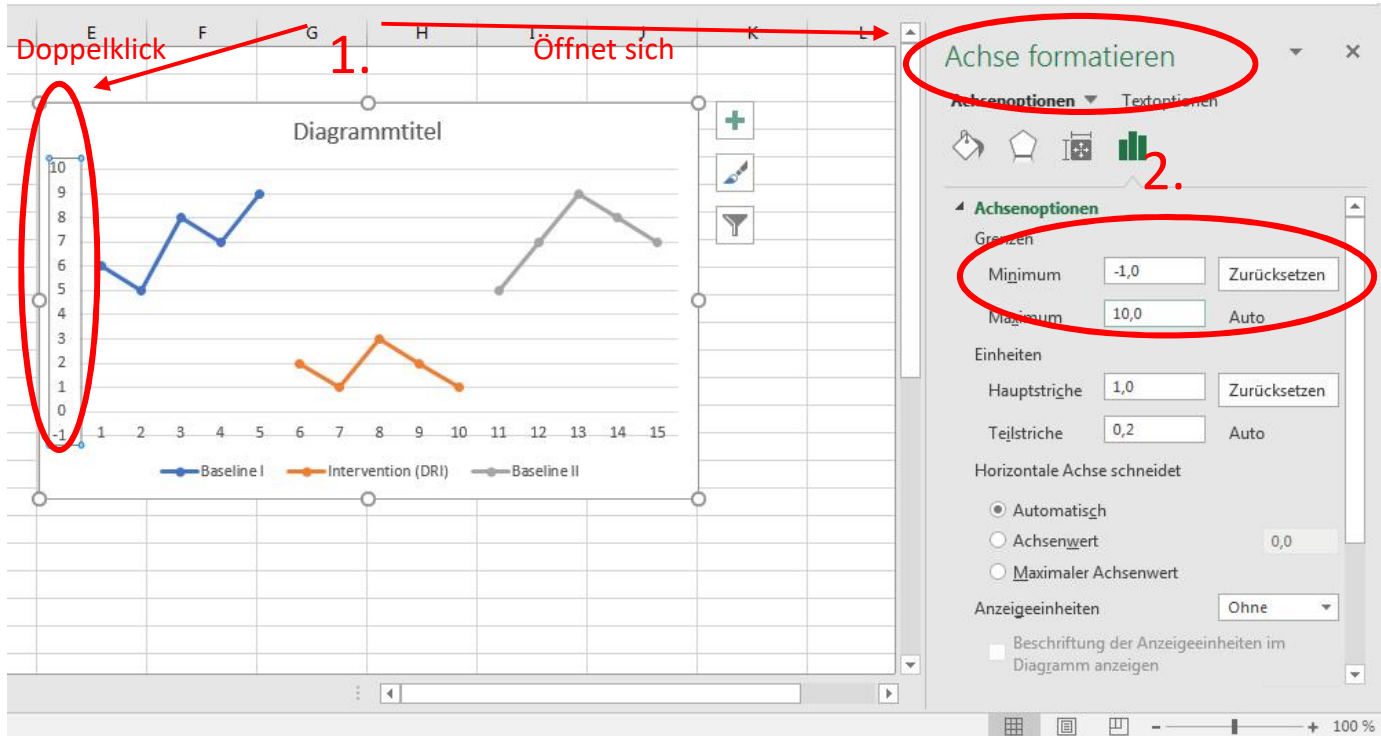 E F G H I J K L
Doppelklick 1. Öffnet sich
Diagrammtitel
10
9
8
7
6
5
4
3
2
1
0
-1 1 2 3 4 5 6 7 8 9 10 11 12 13 14 15
Baseline I Intervention (DRI) Baseline II
Achse formatieren
Achsenoptionen Textoptionen
2.
Achsenoptionen
Grenzen
Minimum -1,0 Zurücksetzen
Maximum 10,0 Auto
Einheiten
Hauptstriche 1,0 Zurücksetzen
Teilstriche 0,2 Auto
Horizontale Achse schneidet
Automatisch
Achsenwert 0,0
Maximaler Achsenwert
Anzeigeeinheiten Ohne
Beschriftung der Anzeigeeinheiten im
Diagramm anzeigen
- + 100 %